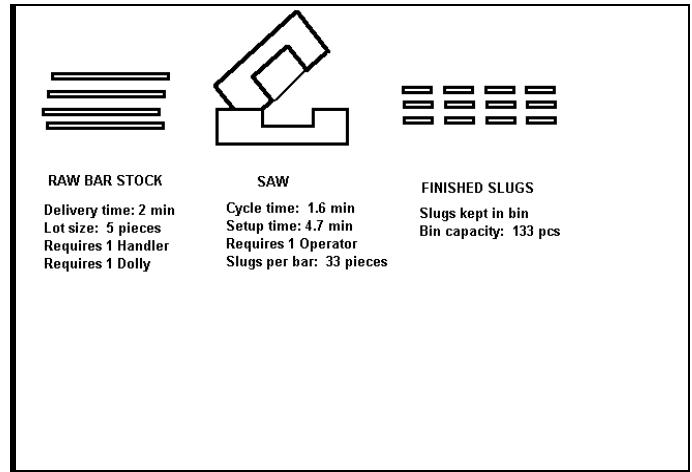 RAW BAR STOCK
Delivery time: 2 min
Lot size: 5 pieces
Requires 1 Handler
Requires 1 Dolly
SAW
Cycle time: 1.6 min
Setup time: 4.7 min
Requires 1 Operator
Slugs per bar: 33 pieces
FINISHED SLUGS
Slugs kept in bin
Bin capacity: 133 pcs